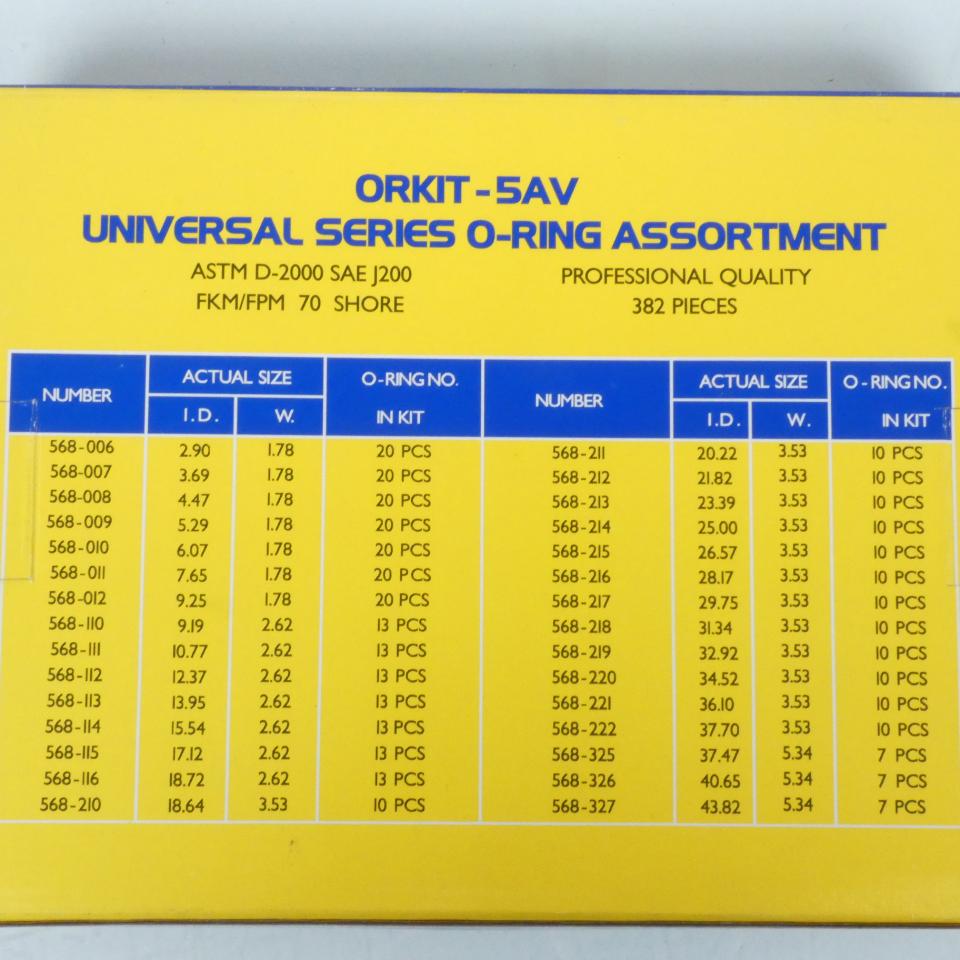 ORKIT-5AV
UNIVERSAL SERIES O-RING ASSORTMENT
ASTM D-2000 SAE J200 PROFESSIONAL QUALITY
FKM/FPM 70 SHORE 382 PIECES
NUMBER ACTUAL SIZE O-RING NO. NUMBER ACTUAL SIZE O-RING NO.
I.D. W. IN KIT I.D. W. IN KIT
568-006 2.90 1.78 20 PCS 568-211 20.22 3.53 10 PCS
568-007 3.69 1.78 20 PCS 568-212 21.82 3.53 10 PCS
568-008 4.47 1.78 20 PCS 568-213 23.39 3.53 10 PCS
568-009 5.29 1.78 20 PCS 568-214 25.00 3.53 10 PCS
568-010 6.07 1.78 20 PCS 568-215 26.57 3.53 10 PCS
568-011 7.65 1.78 20 PCS 568-216 28.17 3.53 10 PCS
568-012 9.25 1.78 20 PCS 568-217 29.75 3.53 10 PCS
568-110 9.19 2.62 13 PCS 568-218 31.34 3.53 10 PCS
568-111 10.77 2.62 13 PCS 568-219 32.92 3.53 10 PCS
568-112 12.37 2.62 13 PCS 568-220 34.52 3.53 10 PCS
568-113 13.95 2.62 13 PCS 568-221 36.10 3.53 10 PCS
568-114 15.54 2.62 13 PCS 568-222 37.70 3.53 10 PCS
568-115 17.12 2.62 13 PCS 568-325 37.47 5.34 7 PCS
568-116 18.72 2.62 13 PCS 568-326 40.65 5.34 7 PCS
568-210 18.64 3.53 10 PCS 568-327 43.82 5.34 7 PCS